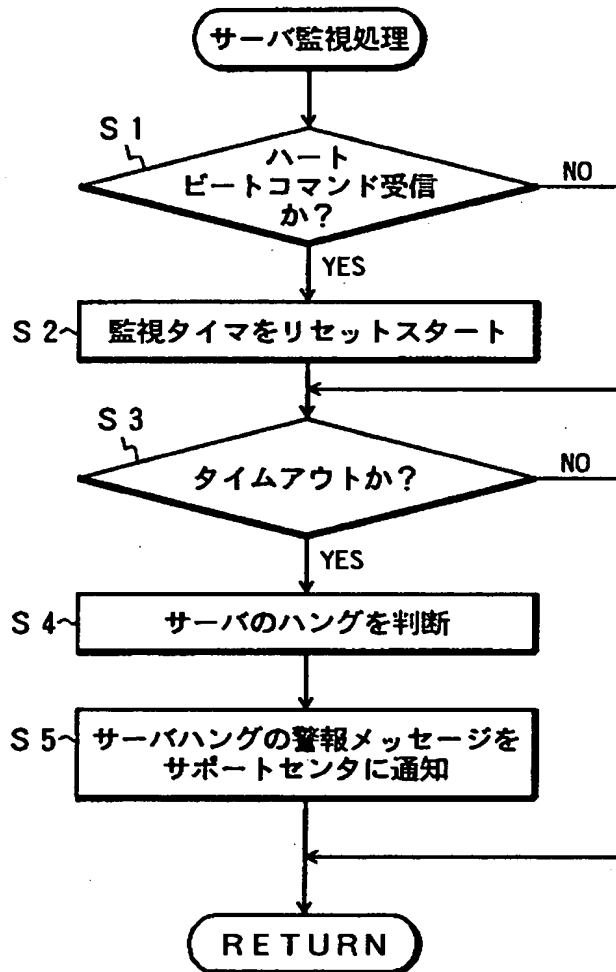 サーバ監視処理
S1
ハート
ビートコマンド受信
か?
NO
YES
S2
監視タイマをリセットスタート
S3
タイムアウトか?
NO
YES
S4
サーバのハングを判断
S5
サーバハングの警報メッセージを
サポートセンタに通知
RETURN